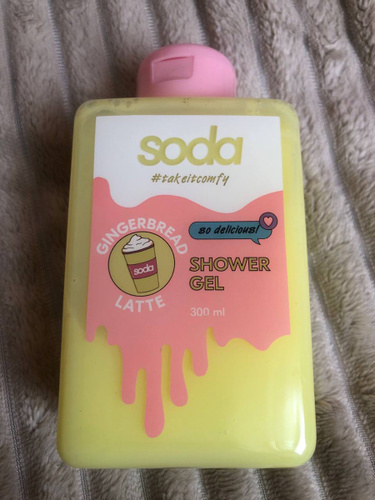 soda
#takeitcomfy
so delicious!
GINGERBREAD
soda
LATTE
SHOWER
GEL
300 ml